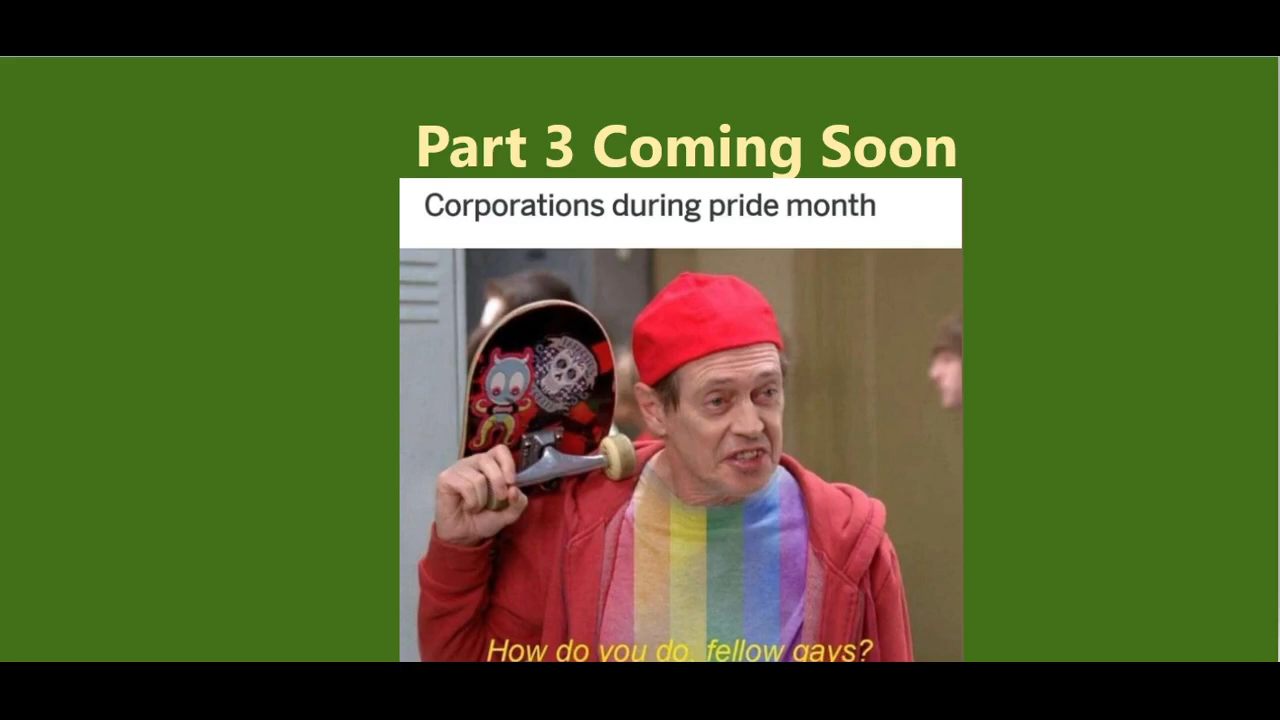 Part 3 Coming Soon
Corporations during pride month
How do you do, fellow gays?